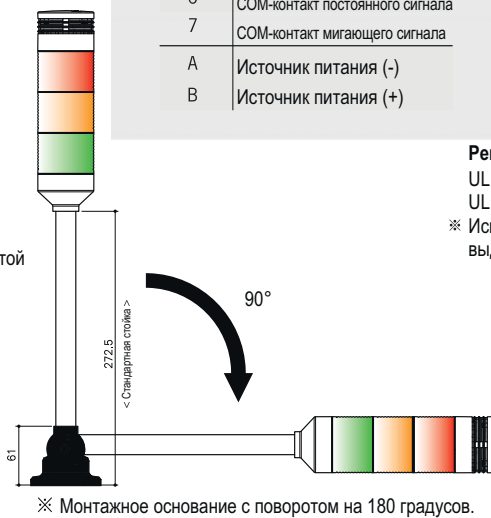 COM-контакт постоянного сигнала
7 COM-контакт мигающего сигнала
A Источник питания (-)
B Источник питания (+)
UL
UL
※
90°
272.5
< Стандартная стойка >
61
※ Монтажное основание с поворотом на 180 градусов.